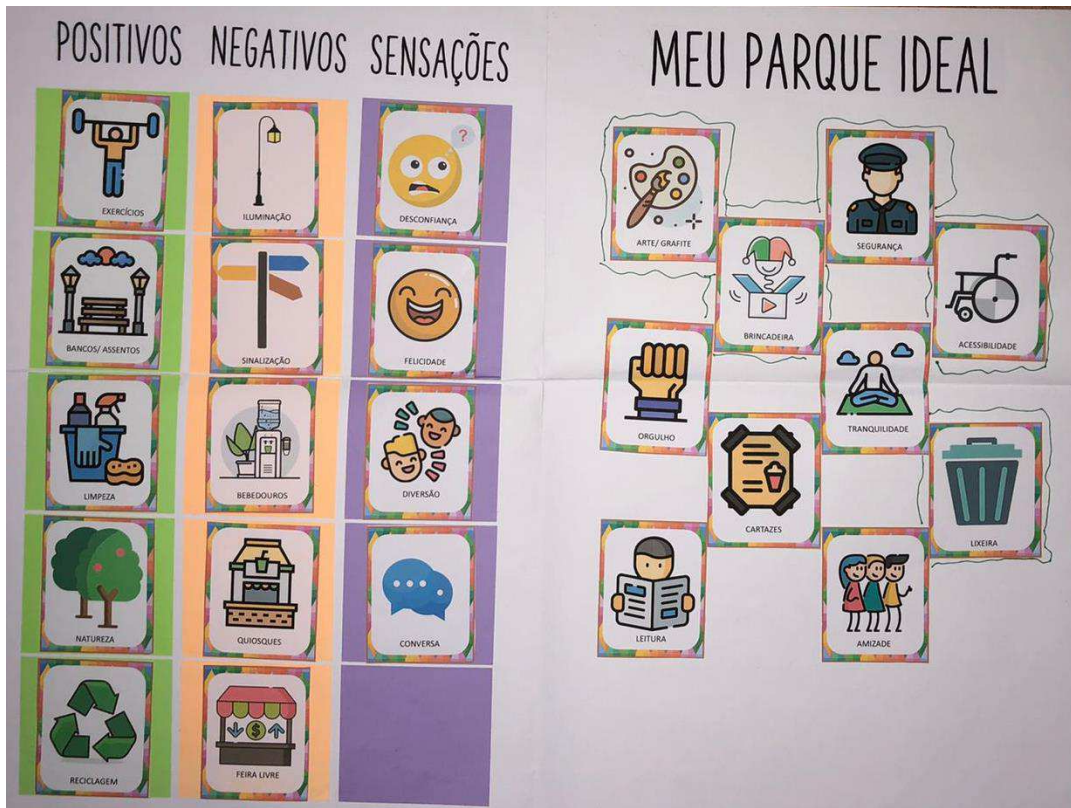 POSITIVOS NEGATIVOS SENSAÇÕES
EXERCÍCIOS
ILUMINAÇÃO
?
DESCONFIANÇA
BANCOS/ ASSENTOS
SINALIZAÇÃO
FELICIDADE
LIMPEZA
BEBEDOUROS
DIVERSÃO
NATUREZA
QUIOSQUES
CONVERSA
RECICLAGEM
$
FEIRA LIVRE
MEU PARQUE IDEAL
ARTE/ GRAFITE
SEGURANÇA
BRINCADEIRA
ACESSIBILIDADE
ORGULHO
TRANQUILIDADE
CARTAZES
LIXEIRA
LEITURA
AMIZADE